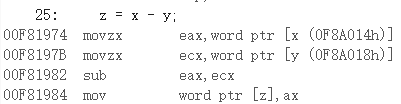 25:     z = x - y;
00F81974 movzx       eax,word ptr [x (0F8A014h)]
00F8197B movzx       ecx,word ptr [y (0F8A018h)]
00F81982 sub         eax,ecx
00F81984 mov         word ptr [z],ax